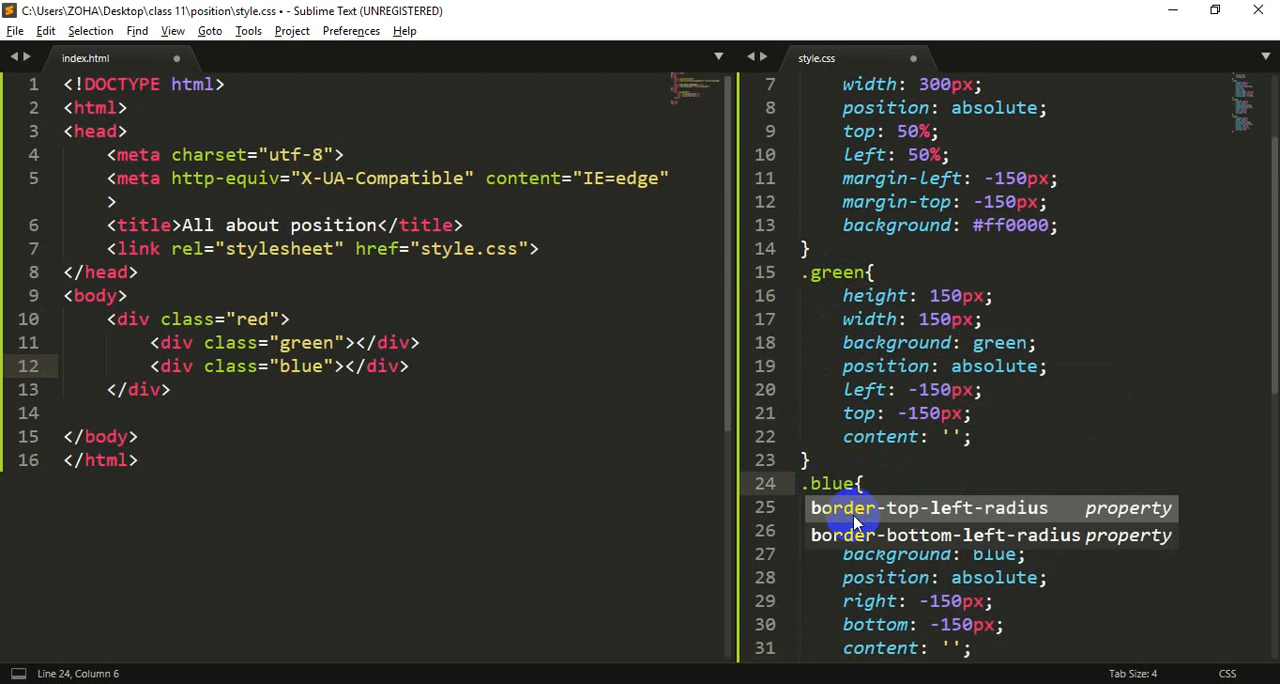 C:\Users\ZOHA\Desktop\class 11\position\style.css • - Sublime Text (UNREGISTERED)
File Edit Selection Find View Goto Tools Project Preferences Help
index.html
1 <!DOCTYPE html>
2 <html>
3 <head>
4 <meta charset="utf-8">
5 <meta http-equiv="X-UA-Compatible" content="IE=edge"
>
6 <title>All about position</title>
7 <link rel="stylesheet" href="style.css">
8 </head>
9 <body>
10 <div class="red">
11 <div class="green"></div>
12 <div class="blue"></div>
13 </div>
14
15 </body>
16 </html>
style.css
7 width: 300px;
8 position: absolute;
9 top: 50%;
10 left: 50%;
11 margin-left: -150px;
12 margin-top: -150px;
13 background: #ff0000;
14 }
15 .green{
16 height: 150px;
17 width: 150px;
18 background: green;
19 position: absolute;
20 left: -150px;
21 top: -150px;
22 content: '';
23 }
24 .blue{
25 border-top-left-radius property
26 border-bottom-left-radius property
27 background: blue;
28 position: absolute;
29 right: -150px;
30 bottom: -150px;
31 content: '';
Line 24, Column 6
Tab Size: 4
CSS